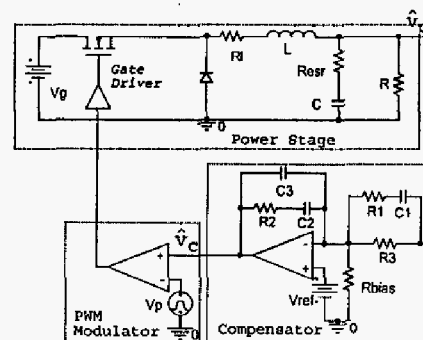 v̂o
Rl
L
Resr
Gate
Driver
Vg
C
R
0
Power Stage
C3
R2
C2
R1
C1
R3
v̂C
Vref
Rbias
Vp
0
0
PWM
Modulator
Compensator